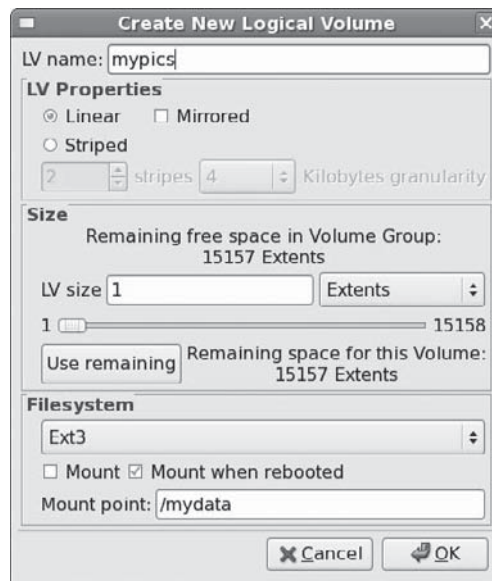 Create New Logical Volume
LV name: mypics
LV Properties
Linear Mirrored
Striped
2 stripes 4 Kilobytes granularity
Size
Remaining free space in Volume Group:
15157 Extents
LV size 1 Extents
1 15158
Use remaining Remaining space for this Volume:
15157 Extents
Filesystem
Ext3
Mount Mount when rebooted
Mount point: /mydata
Cancel OK